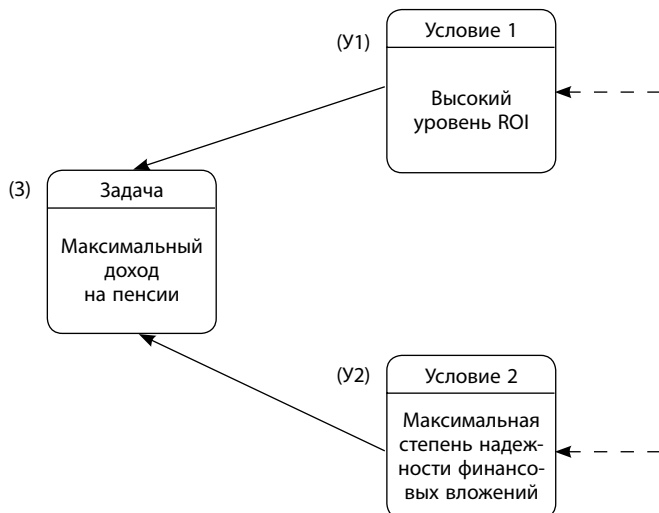 (У1)
Условие 1
Высокий
уровень ROI
(З)
Задача
Максимальный
доход
на пенсии
(У2)
Условие 2
Максимальная
степень надеж-
ности финансо-
вых вложений